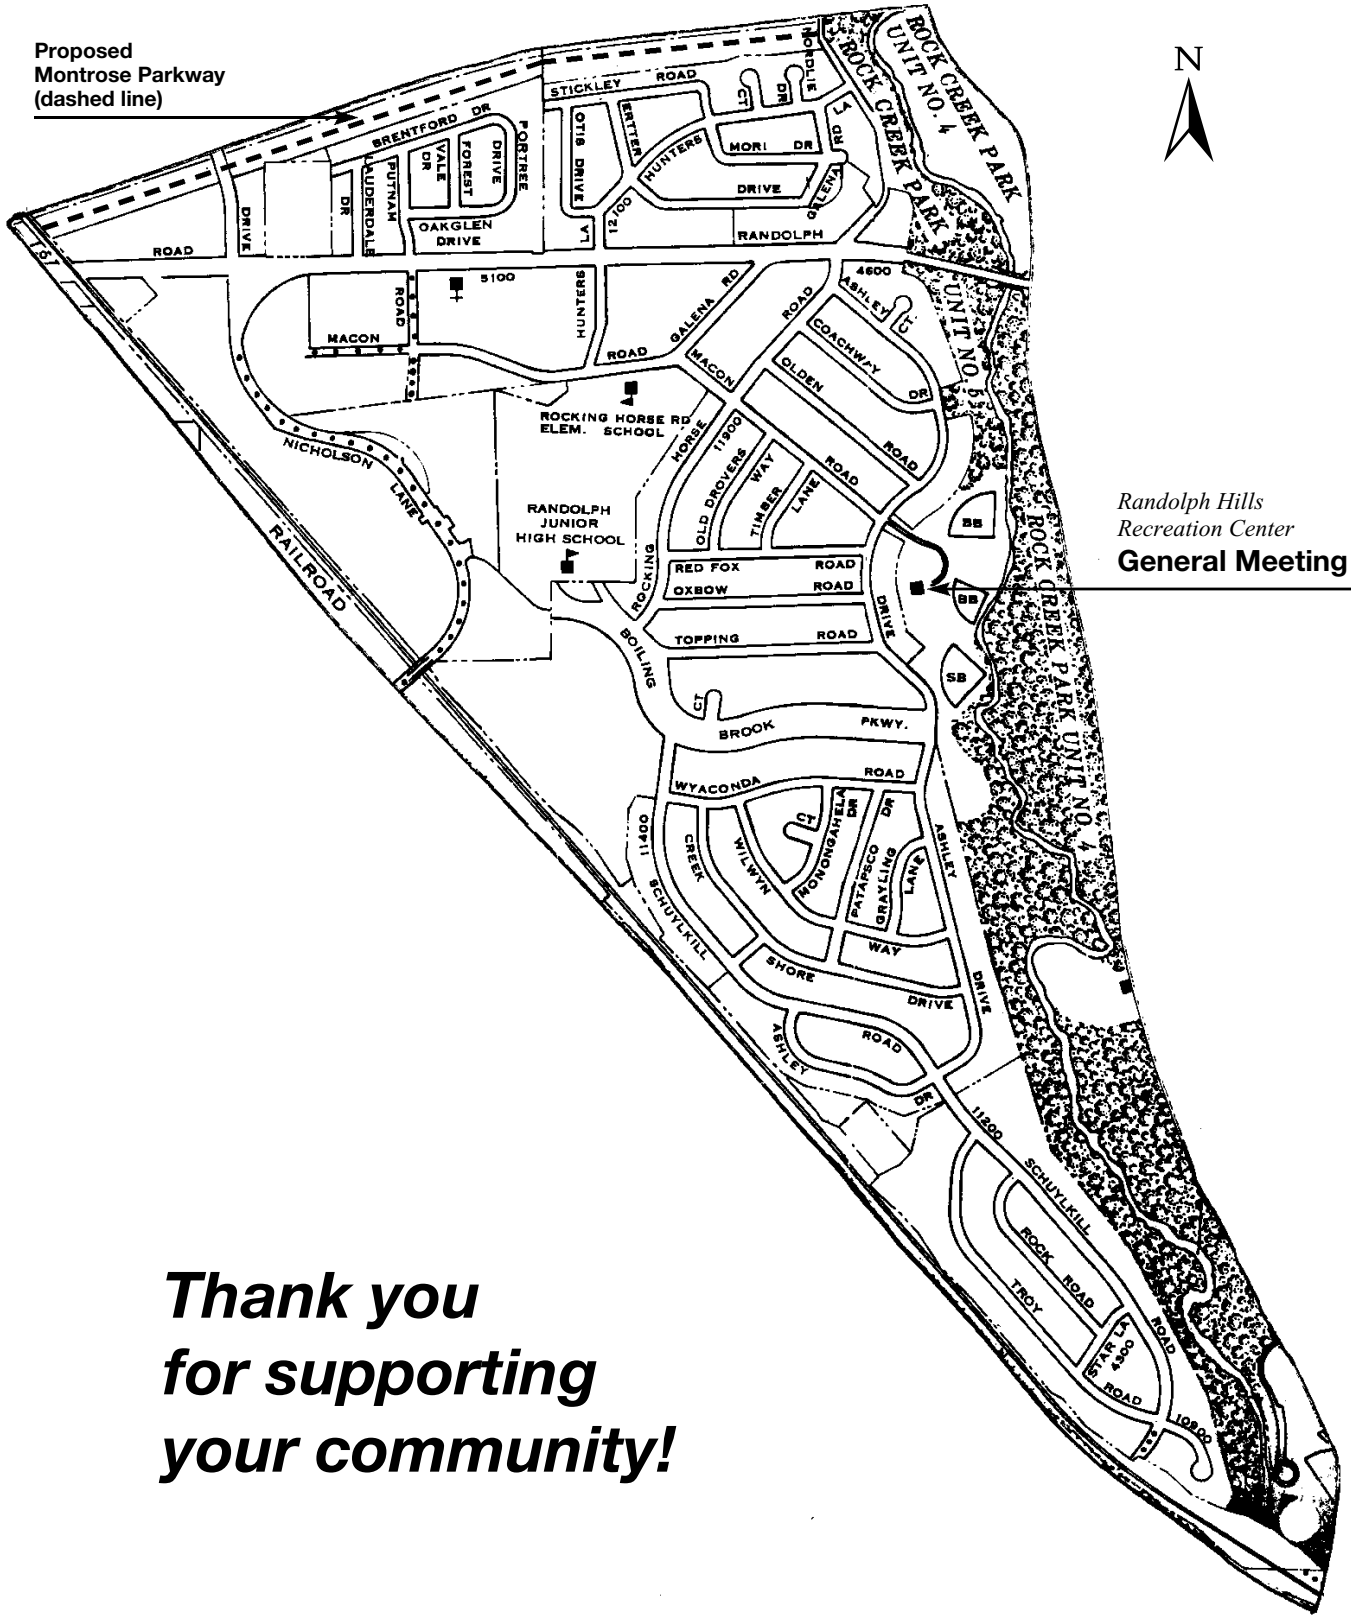 Proposed
Montrose Parkway
(dashed line)
N
ROCK CREEK PARK
UNIT NO. 4
ROCK CREEK PARK
UNIT NO. 5
NORDLIE
STICKLEY ROAD
CT
DR
LA
RD
BRENTFORD DR
PORTREE
DRIVE
FOREST
VALE
DR
PUTNAM
LAUDERDALE
DR
OTIS DRIVE
ERTTER
HUNTERS
MORI DR
DRIVE
GALENA
12100
LA
OAKGLEN
DRIVE
RANDOLPH
DRIVE
ROAD
5100
4600
HUNTERS
ROAD
MACON
ROAD
GALENA RD
MACON
ROAD
ASHLEY
CT
COACHWAY
DR
OLDEN
ROAD
ROCKING HORSE RD
ELEM. SCHOOL
HORSE
11900
OLD DROVERS
WAY
TIMBER
LANE
ROAD
NICHOLSON
LANE
RAILROAD
RANDOLPH
JUNIOR
HIGH SCHOOL
ROCKING
BB
Randolph Hills
Recreation Center
General Meeting
ROCK CREEK PARK UNIT NO 4
RED FOX ROAD
OXBOW ROAD
DRIVE
BB
TOPPING ROAD
BOILING
SB
CT
BROOK PKWY.
WYACONDA ROAD
11400
CREEK
WILWYN
CT
MONONGAHELA
DR
PATAPSCO
DR
GRAYLING
LANE
ASHLEY
SCHUYLKILL
WAY
SHORE
DRIVE
DRIVE
ASHLEY
ROAD
DR
11200
SCHUYLKILL
ROCK
ROAD
TROY
STAR LA
4300
ROAD
ROAD
10800
Thank you
for supporting
your community!